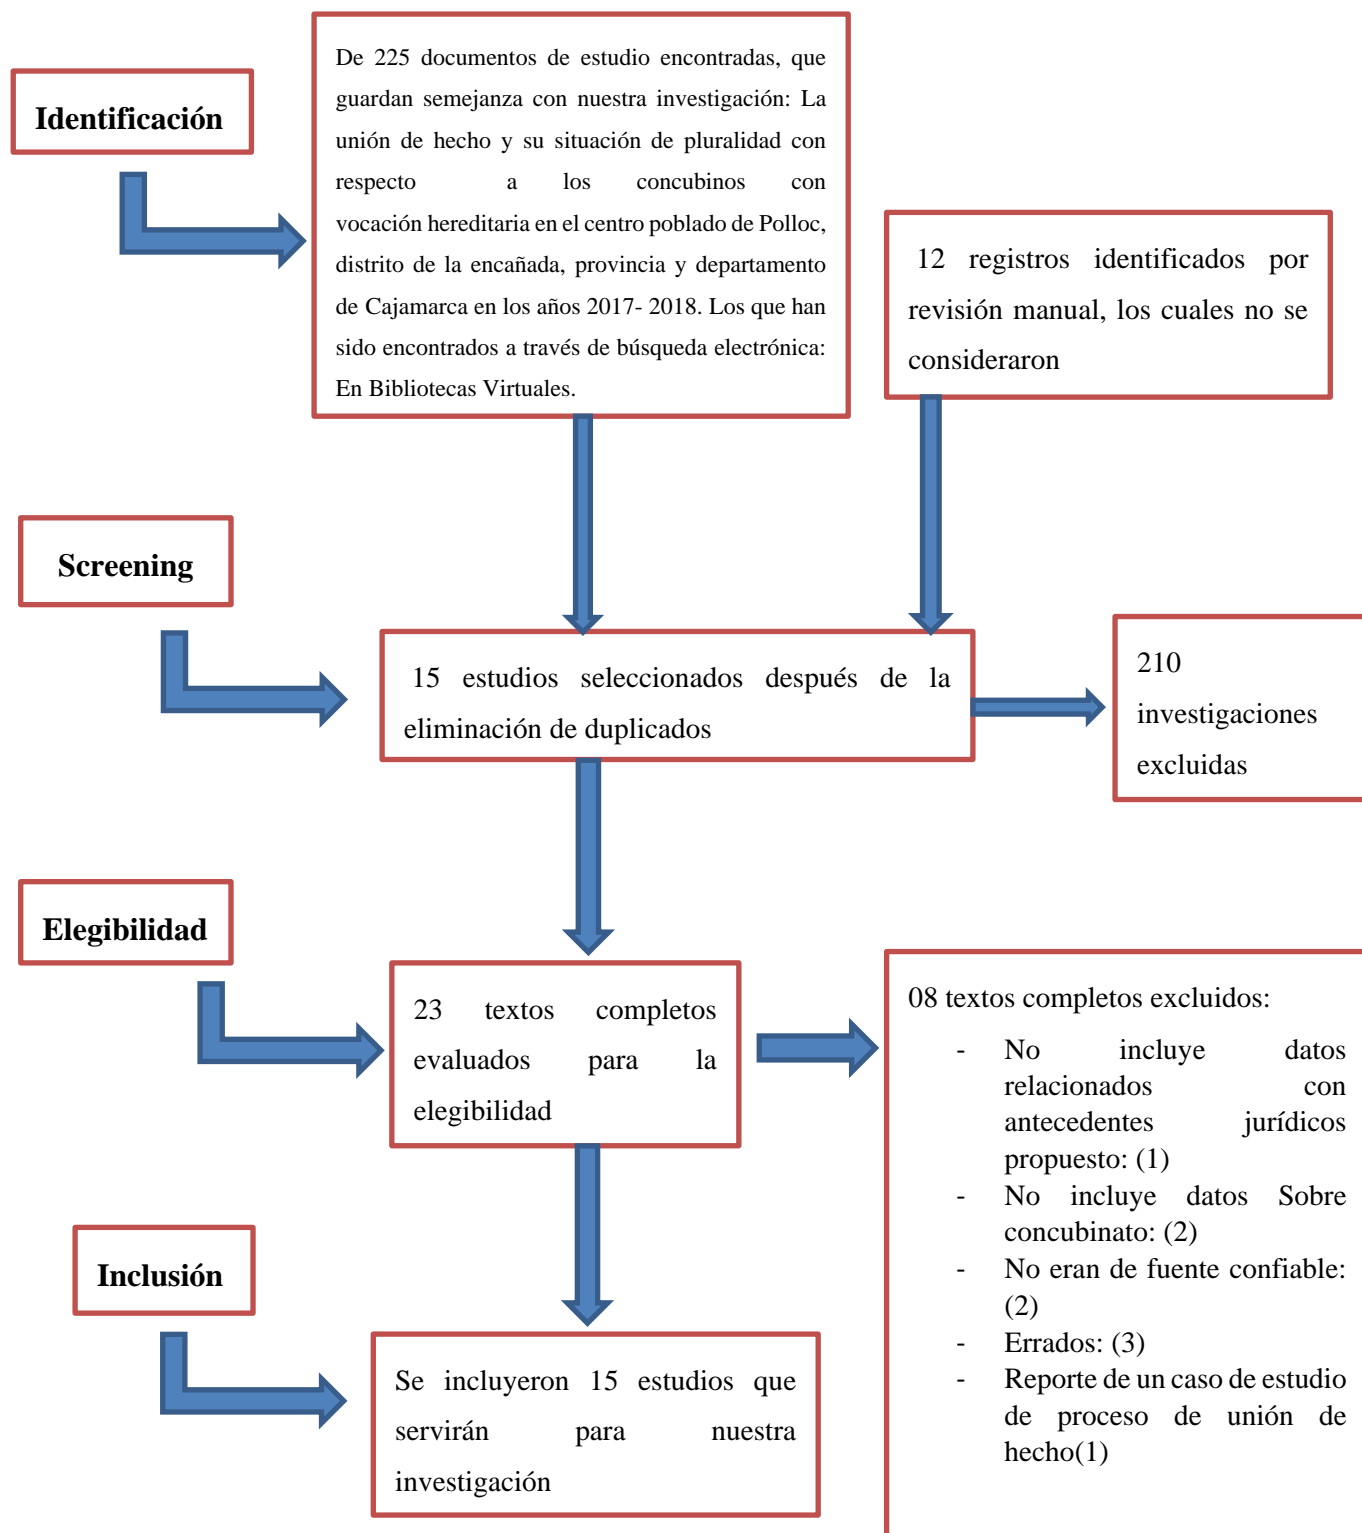 Identificación
De 225 documentos de estudio encontradas, que
guardan semejanza con nuestra investigación: La
unión de hecho y su situación de pluralidad con
respecto a los concubinos con
vocación hereditaria en el centro poblado de Polloc,
distrito de la encañada, provincia y departamento
de Cajamarca en los años 2017- 2018. Los que han
sido encontrados a través de búsqueda electrónica:
En Bibliotecas Virtuales.
12 registros identificados por
revisión manual, los cuales no se
consideraron
Screening
15 estudios seleccionados después de la
eliminación de duplicados
210
investigaciones
excluidas
Elegibilidad
23 textos completos
evaluados para la
elegibilidad
08 textos completos excluidos:
- No incluye datos
relacionados con
antecedentes jurídicos
propuesto: (1)
- No incluye datos Sobre
concubinato: (2)
- No eran de fuente confiable:
(2)
- Errados: (3)
- Reporte de un caso de estudio
de proceso de unión de
hecho(1)
Inclusión
Se incluyeron 15 estudios que
servirán para nuestra
investigación